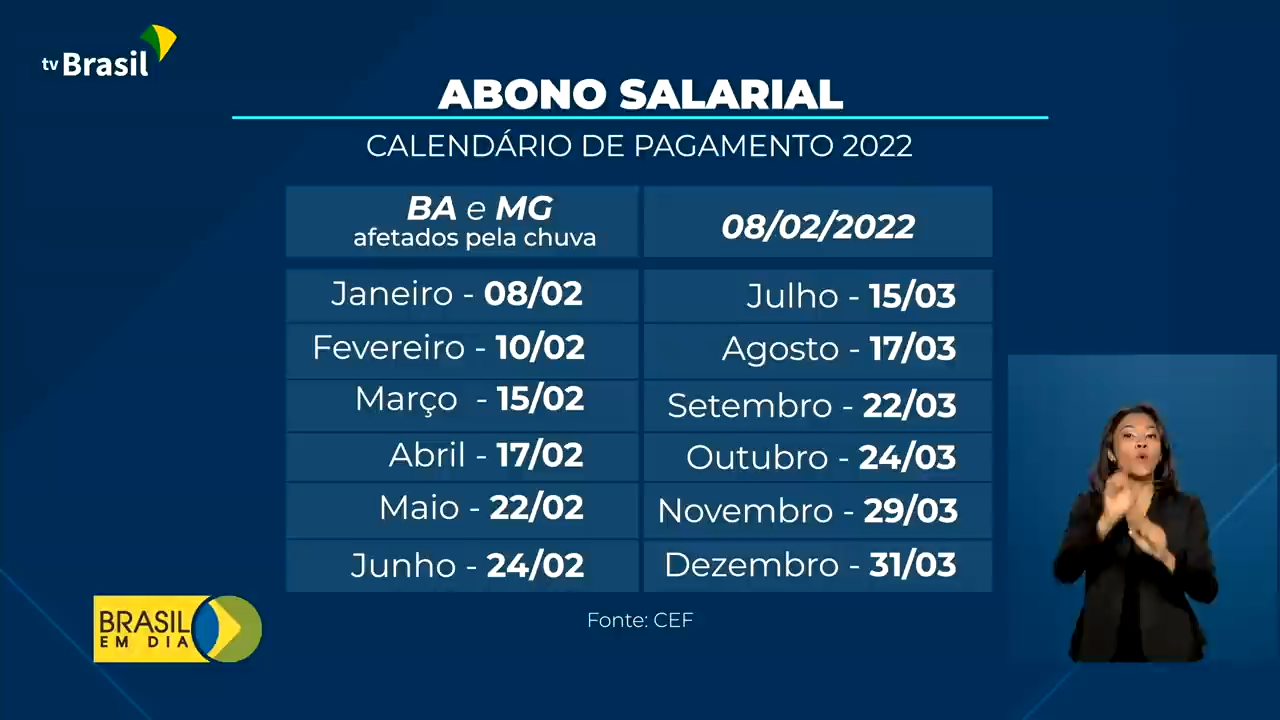 tv Brasil
ABONO SALARIAL
CALENDÁRIO DE PAGAMENTO 2022
BA e MG
afetados pela chuva
08/02/2022
Janeiro - 08/02
Julho - 15/03
Fevereiro - 10/02
Agosto - 17/03
Março - 15/02
Setembro - 22/03
Abril - 17/02
Outubro - 24/03
Maio - 22/02
Novembro - 29/03
Junho - 24/02
Dezembro - 31/03
Fonte: CEF
BRASIL
EM DIA